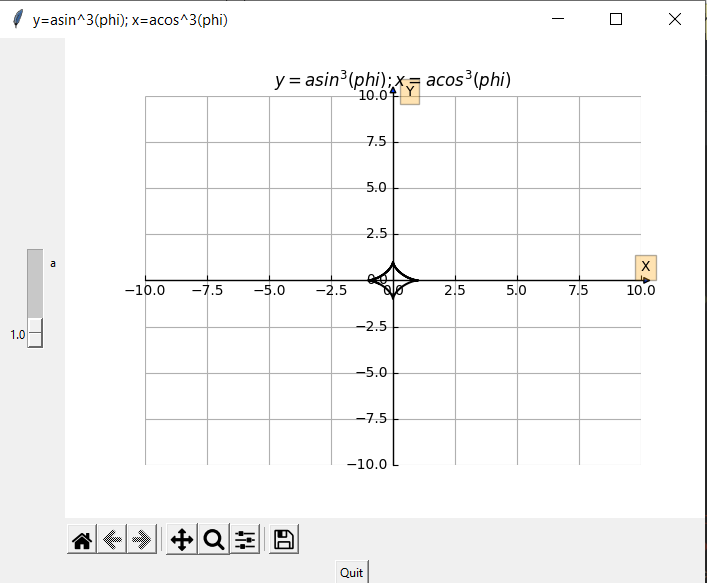 y=asin^3(phi); x=acos^3(phi)
y = asin³(phi); x = acos³(phi)
Y
10.0
7.5
5.0
2.5
a
X
0.0
−10.0 −7.5 −5.0 −2.5 0.0 2.5 5.0 7.5 10.0
1.0
−2.5
−5.0
−7.5
−10.0
Quit